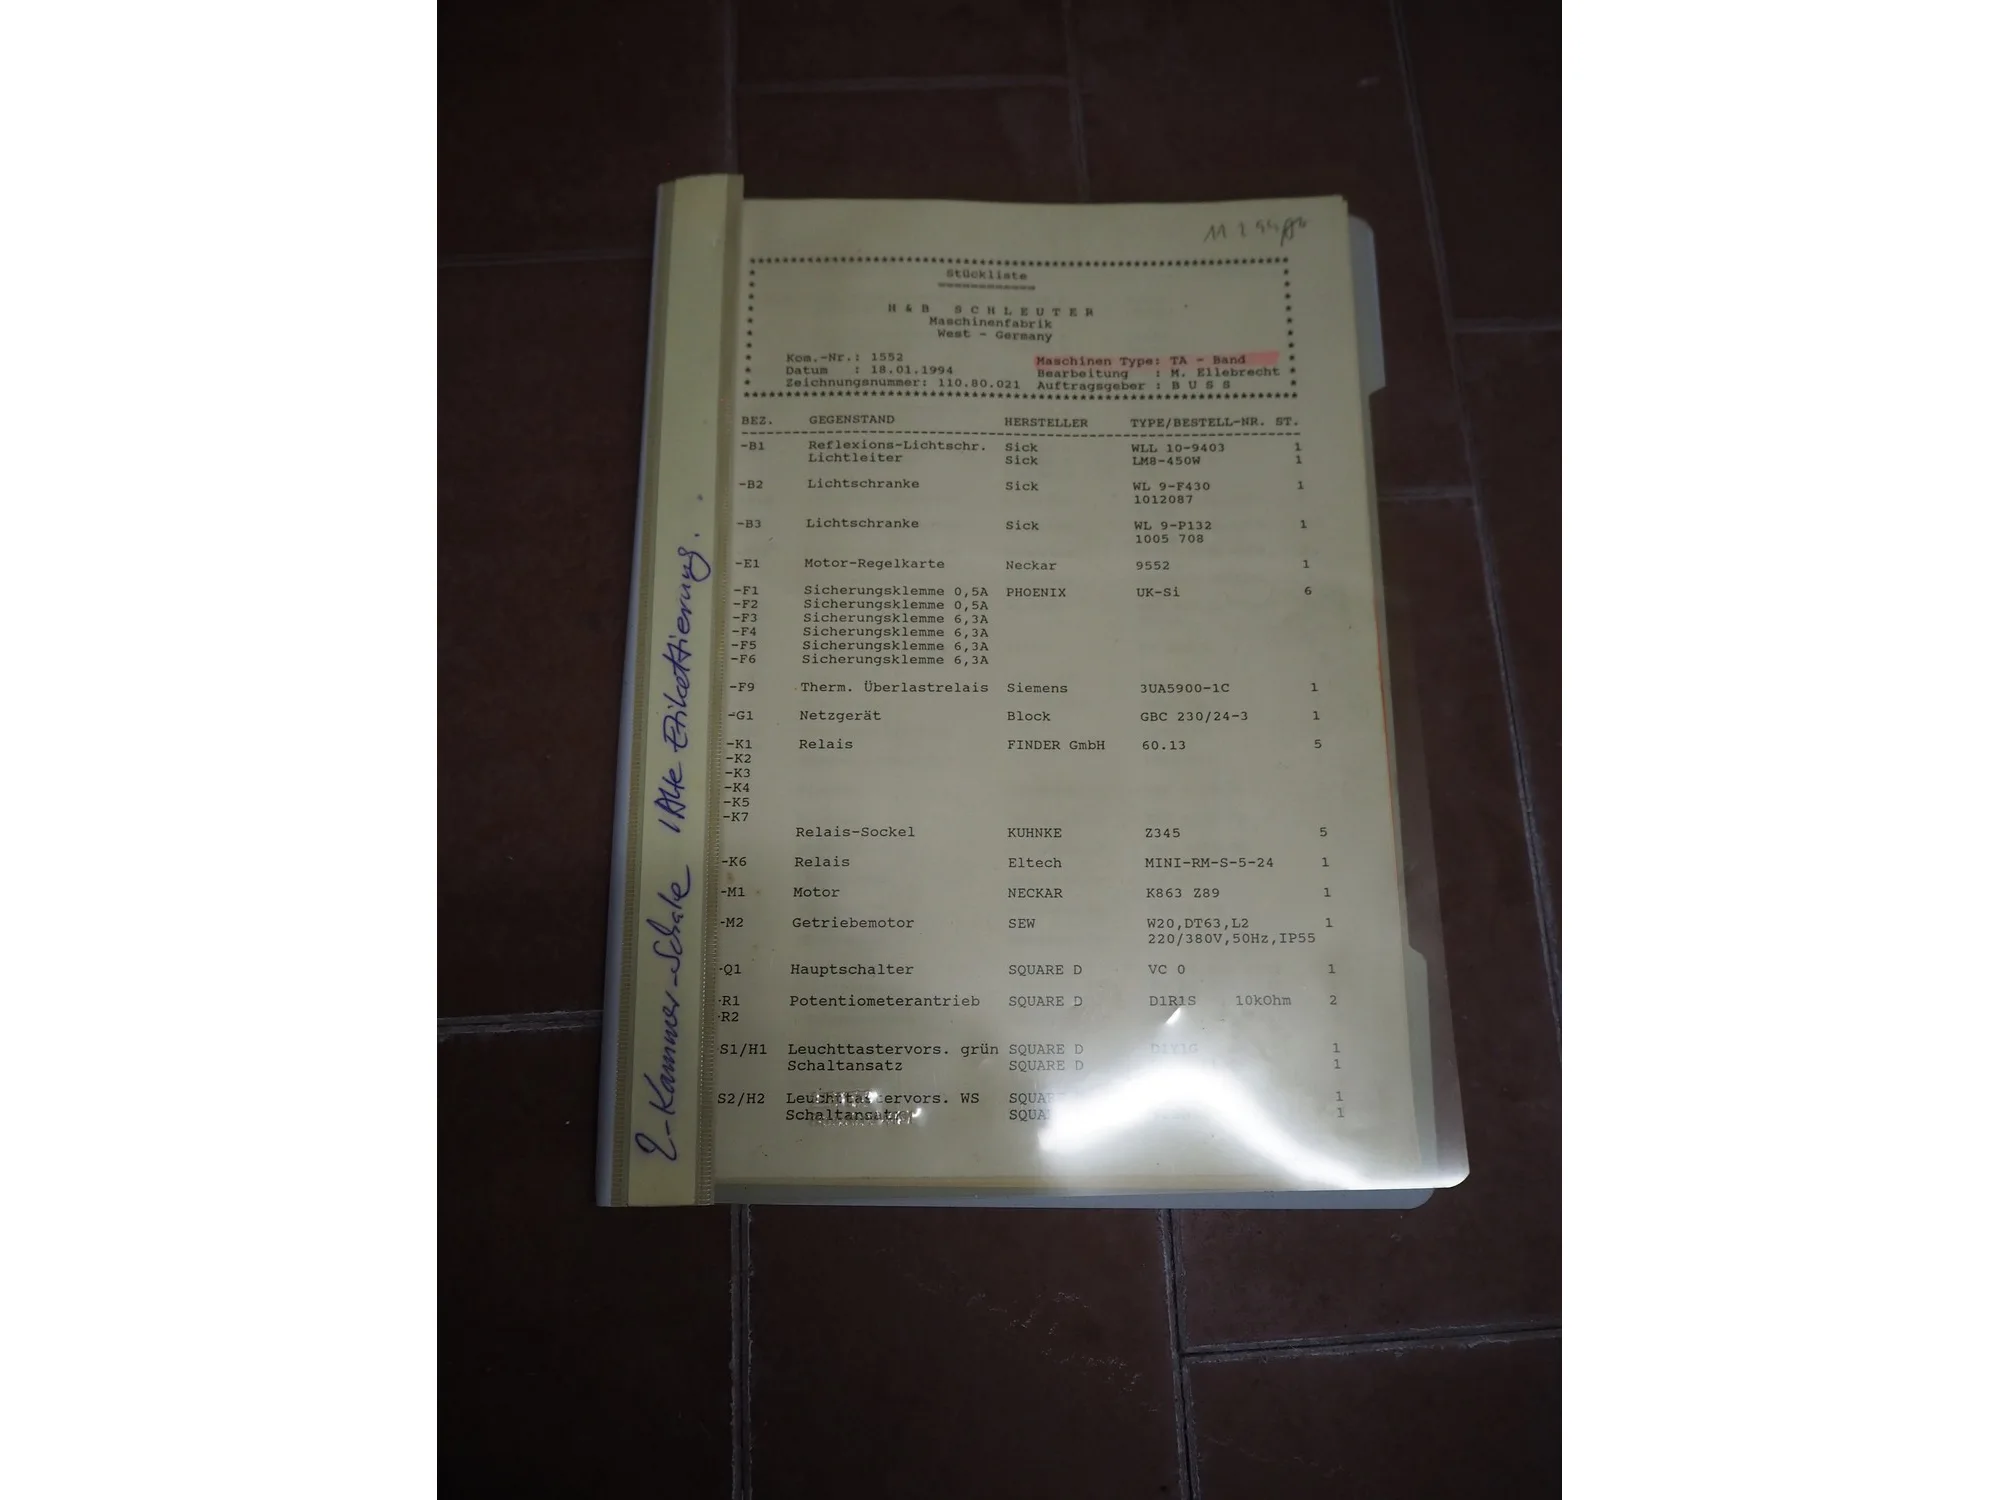 Stückliste
H & B SCHLEUTER
Maschinenfabrik
West - Germany
Kom.-Nr.: 1552 Maschinen Type: TA - Band
Datum : 18.01.1994 Bearbeitung : M. Ellebrecht
Zeichnungsnummer: 110.80.021 Auftragsgeber : B U S S
BEZ. GEGENSTAND HERSTELLER TYPE/BESTELL-NR. ST.
-B1 Reflexions-Lichtschr. Sick WLL 10-9403 1
Lichtleiter Sick LM8-450W 1
-B2 Lichtschranke Sick WL 9-F430 1
1012087
-B3 Lichtschranke Sick WL 9-P132 1
1005 708
-E1 Motor-Regelkarte Neckar 9552 1
-F1 Sicherungsklemme 0,5A PHOENIX UK-Si 6
-F2 Sicherungsklemme 0,5A
-F3 Sicherungsklemme 6,3A
-F4 Sicherungsklemme 6,3A
-F5 Sicherungsklemme 6,3A
-F6 Sicherungsklemme 6,3A
-F9 Therm. Überlastrelais Siemens 3UA5900-1C 1
-G1 Netzgerät Block GBC 230/24-3 1
-K1 Relais FINDER GmbH 60.13 5
-K2
-K3
-K4
-K5
-K7
Relais-Sockel KUHNKE Z345 5
-K6 Relais Eltech MINI-RM-S-5-24 1
-M1 Motor NECKAR K863 Z89 1
-M2 Getriebemotor SEW W20,DT63,L2 1
220/380V,50Hz,IP55
-Q1 Hauptschalter SQUARE D VC 0 1
-R1 Potentiometerantrieb SQUARE D D1R1S 10kOhm 2
-R2
S1/H1 Leuchttastervors. grün SQUARE D 1
Schaltansatz SQUARE D 1
S2/H2 Leuchttastervors. WS 1
Schaltansatz 1
2-Kammer-Schale Alte Etikettierung.